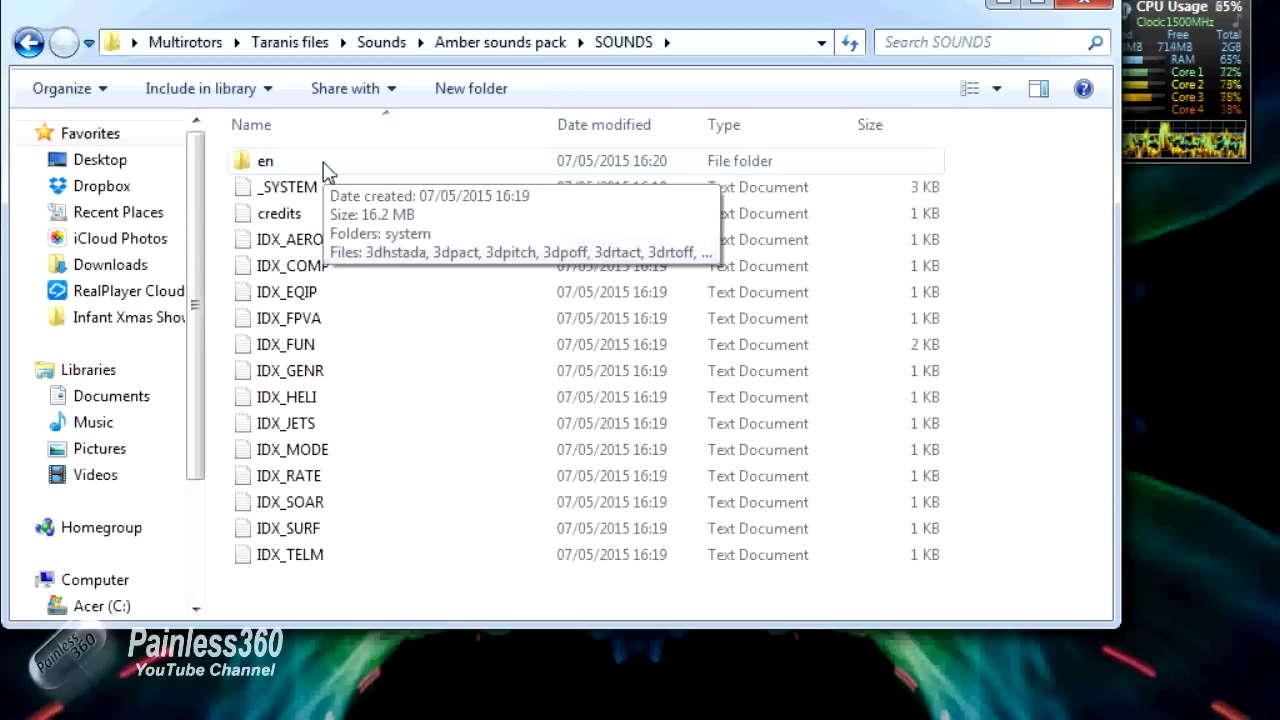 CPU Usage 65%
Clock:1500MHz
Free Total
714MB 2GB
RAM 65%
Core 1 72%
Core 2 78%
Core 3 78%
Core 4 38%
Multirotors Taranis files Sounds Amber sounds pack SOUNDS
Search SOUNDS
Organize Include in library Share with New folder
Name Date modified Type Size
Favorites
Desktop
Dropbox
Recent Places
iCloud Photos
Downloads
RealPlayer Cloud
Infant Xmas Sho
Libraries
Documents
Music
Pictures
Videos
Homegroup
Computer
Acer (C:)
en 07/05/2015 16:20 File folder
_SYSTEM Text Document 3 KB
credits Text Document 1 KB
IDX_AERO Text Document 1 KB
IDX_COMP 07/05/2015 16:19 Text Document 1 KB
IDX_EQIP 07/05/2015 16:19 Text Document 1 KB
IDX_FPVA 07/05/2015 16:19 Text Document 1 KB
IDX_FUN 07/05/2015 16:19 Text Document 2 KB
IDX_GENR 07/05/2015 16:19 Text Document 1 KB
IDX_HELI 07/05/2015 16:19 Text Document 1 KB
IDX_JETS 07/05/2015 16:19 Text Document 1 KB
IDX_MODE 07/05/2015 16:19 Text Document 1 KB
IDX_RATE 07/05/2015 16:19 Text Document 1 KB
IDX_SOAR 07/05/2015 16:19 Text Document 1 KB
IDX_SURF 07/05/2015 16:19 Text Document 1 KB
IDX_TELM 07/05/2015 16:19 Text Document 1 KB
Date created: 07/05/2015 16:19
Size: 16.2 MB
Folders: system
Files: 3dhstada, 3dpact, 3dpitch, 3dpoff, 3drtact, 3drtoff, ...
Painless360
YouTube Channel